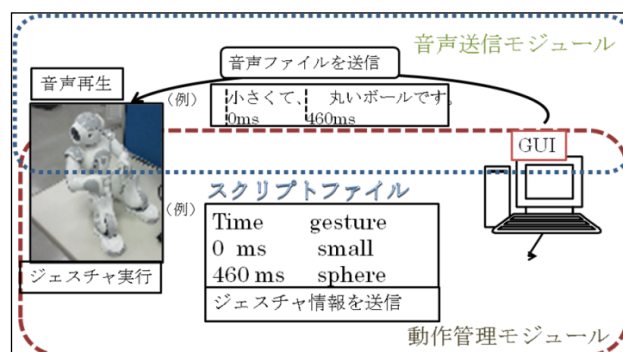 音声送信モジュール
音声ファイルを送信
音声再生
(例)
小さくて、 丸いボールです。
0ms 460ms
GUI
スクリプトファイル
(例)
Time gesture
0 ms small
460 ms sphere
ジェスチャ情報を送信
ジェスチャ実行
動作管理モジュール